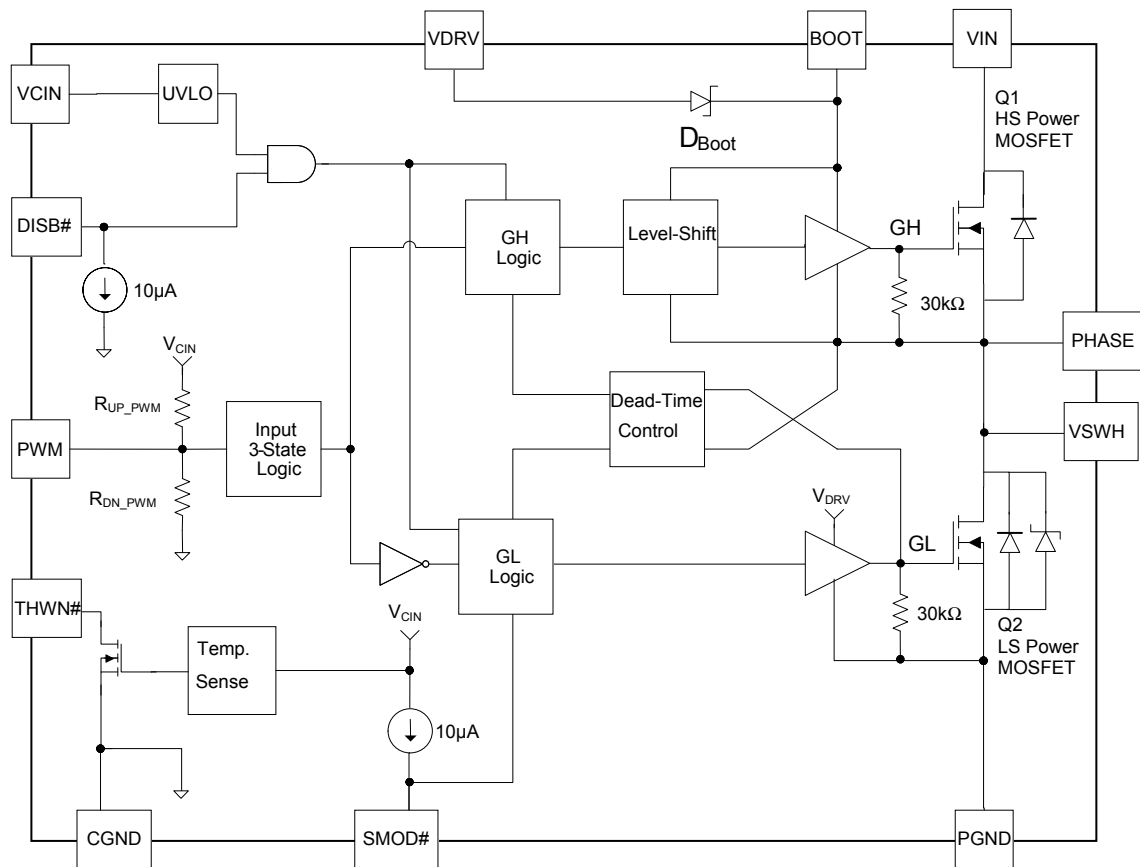 VDRV
BOOT
VIN
VCIN
UVLO
Q1
HS Power
MOSFET
DBoot
DISB#
GH
Logic
Level-Shift
GH
10µA
30kΩ
VCIN
PHASE
RUP_PWM
Dead-Time
Control
PWM
Input
3-State
Logic
VSWH
RDN_PWM
VDRV
GL
Logic
GL
THWN#
VCIN
30kΩ
Temp.
Sense
Q2
LS Power
MOSFET
10µA
CGND
SMOD#
PGND